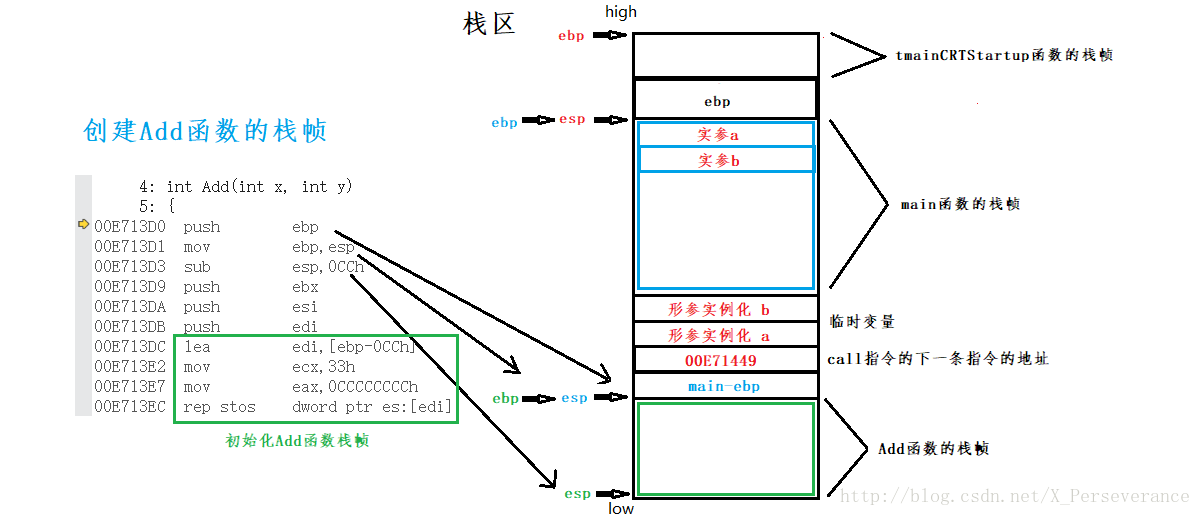 high
栈区
ebp
tmainCRTStartup函数的栈帧
ebp
ebp
esp
创建Add函数的栈帧
实参a
实参b
4: int Add(int x, int y)
5: {
00E713D0 push ebp
00E713D1 mov ebp,esp
00E713D3 sub esp,0CCh
00E713D9 push ebx
00E713DA push esi
00E713DB push edi
00E713DC lea edi,[ebp-0CCh]
00E713E2 mov ecx,33h
00E713E7 mov eax,0CCCCCCCCh
00E713EC rep stos dword ptr es:[edi]
初始化Add函数栈帧
main函数的栈帧
形参实例化 b
临时变量
形参实例化 a
00E71449
call指令的下一条指令的地址
main-ebp
ebp
esp
Add函数的栈帧
esp
low
http://blog.csdn.net/X_Perseverance